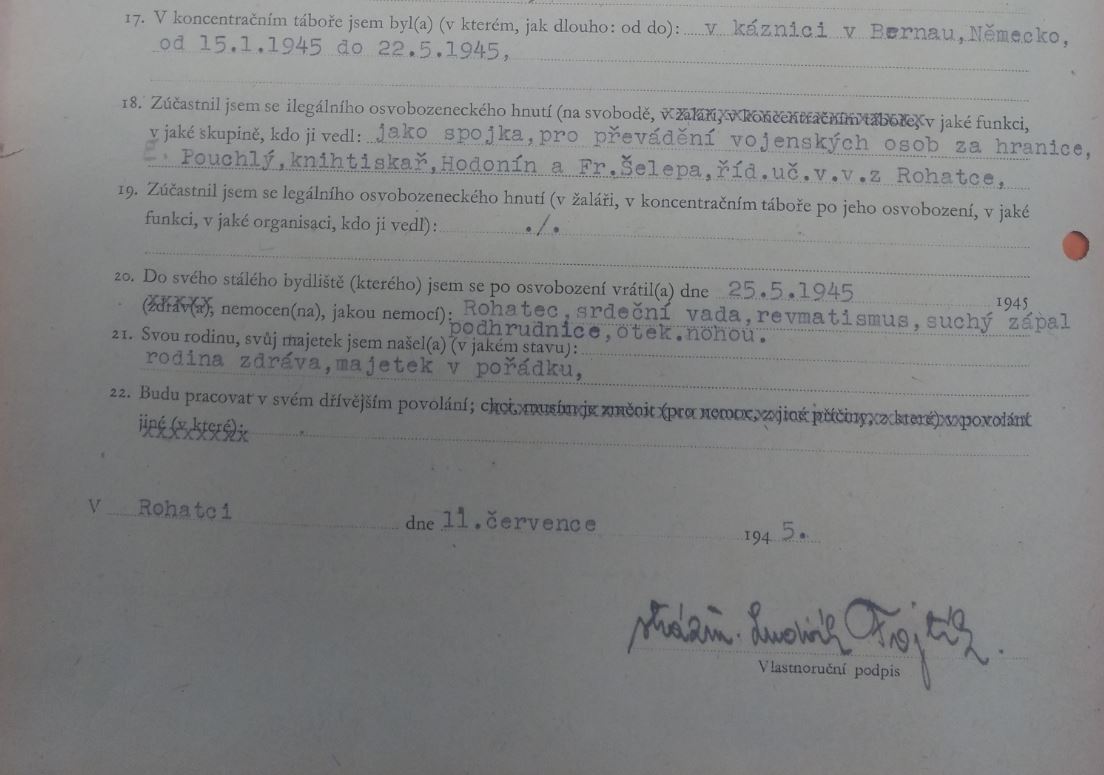 17. V koncentračním táboře jsem byl(a) (v kterém, jak dlouho: od do): v káznici v Bernau,Německo,
od 15.1.1945 do 22.5.1945,
18. Zúčastnil jsem se ilegálního osvobozeneckého hnutí (na svobodě, v žaláři, v koncentračním táboře, v jaké funkci,
v jaké skupině, kdo ji vedl: jako spojka,pro převádění vojenských osob za hranice,
Pouchlý,knihtiskař,Hodonín a Fr.Šelepa,říd.uč.v.v.z Rohatce,
19. Zúčastnil jsem se legálního osvobozeneckého hnutí (v žaláři, v koncentračním táboře po jeho osvobození, v jaké
funkci, v jaké organisaci, kdo ji vedl): ./.
20. Do svého stálého bydliště (kterého) jsem se po osvobození vrátil(a) dne 25.5.1945 1945
(zdráv(a), nemocen(na), jakou nemocí): Rohatec,srdeční vada,revmatismus,suchý zápal
podhrudnice,otek.nohou.
21. Svou rodinu, svůj majetek jsem našel(a) (v jakém stavu):
rodina zdráva,majetek v pořádku,
22. Budu pracovat v svém dřívějším povolání; chci, musím je změnit (pro nemoc, z jiné příčiny, z které) v povolání
jiné (v které):
V Rohatci dne 11.července 194 5.
strážm. Ludvík Fojtík.
Vlastnoruční podpis